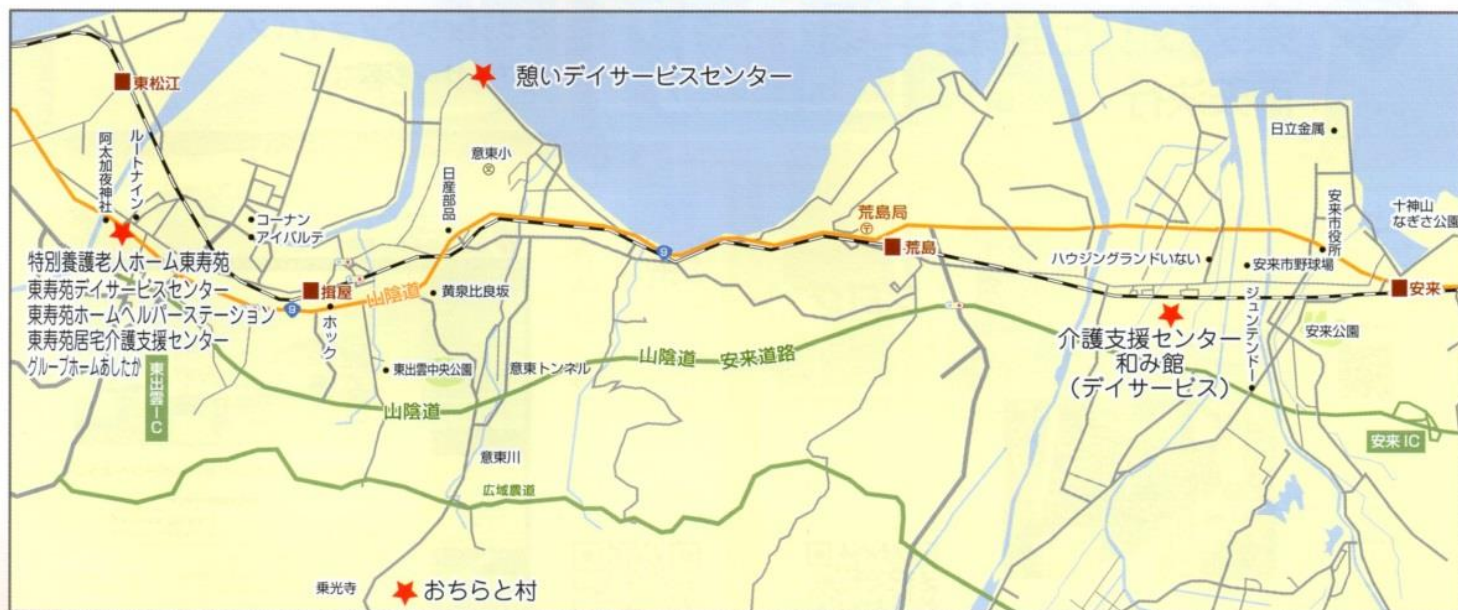 東松江
憩いデイサービスセンター
日立金属
阿太加夜神社
ルートナイン
意東小
日産部品
コーナン
アイパルテ
荒島局
荒島
9
安来市役所
十神山
なぎさ公園
ハウジングランドいない
安来市野球場
特別養護老人ホーム東寿苑
東寿苑デイサービスセンター
東寿苑ホームヘルパーステーション
東寿苑居宅介護支援センター
グループホームあしたか
揖屋
9
山陰道
黄泉比良坂
ホック
安来
ジュンテンドー
安来公園
介護支援センター
和み館
(デイサービス)
東出雲IC
東出雲中央公園
意東トンネル
山陰道
安来道路
山陰道
安来IC
意東川
広域農道
乗光寺
おちらと村